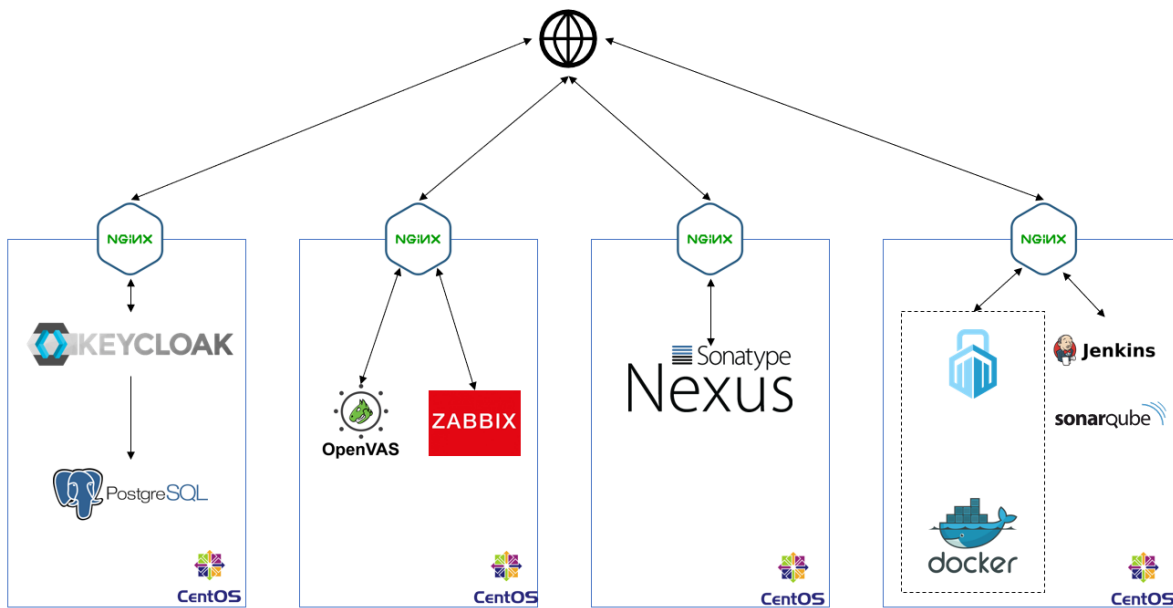 NGINX
NGINX
NGINX
NGINX
KEYCLOAK
PostgreSQL
CentOS
OpenVAS
ZABBIX
CentOS
Sonatype
Nexus
CentOS
Jenkins
sonarqube
docker
CentOS